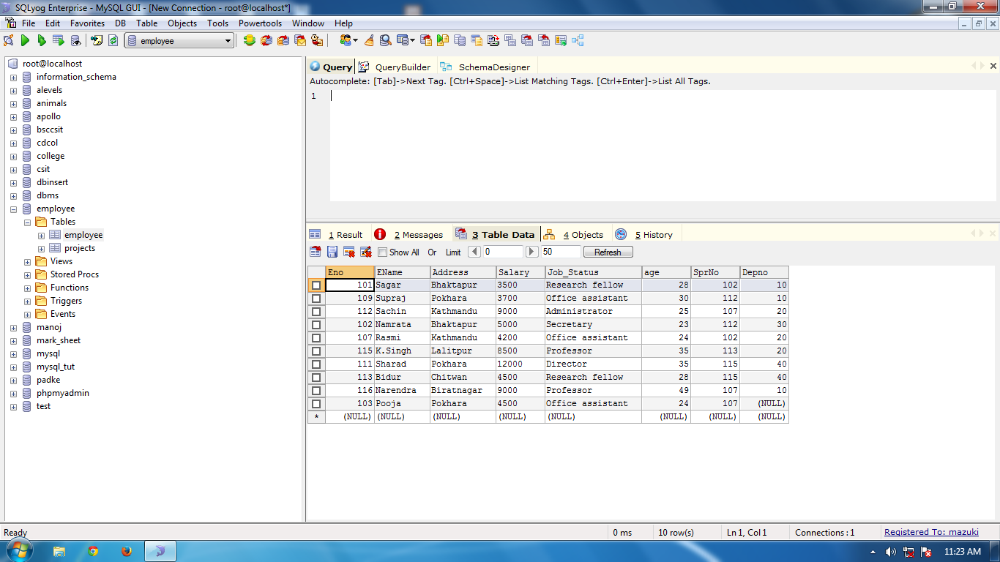 SQLyog Enterprise - MySQL GUI - [New Connection - root@localhost*]
File Edit Favorites DB Table Objects Tools Powertools Window Help
employee
root@localhost
information_schema
alevels
animals
apollo
bsccsit
cdcol
college
csit
dbinsert
dbms
employee
Tables
employee
projects
Views
Stored Procs
Functions
Triggers
Events
manoj
mark_sheet
mysql
mysql_tut
padke
phpmyadmin
test
Query QueryBuilder SchemaDesigner
Autocomplete: [Tab]->Next Tag. [Ctrl+Space]->List Matching Tags. [Ctrl+Enter]->List All Tags.
1
1 Result 2 Messages 3 Table Data 4 Objects 5 History
Show All Or Limit 0 50 Refresh
Eno EName Address Salary Job_Status age SprNo Depno
101 Sagar Bhaktapur 3500 Research fellow 28 102 10
109 Supraj Pokhara 3700 Office assistant 30 112 10
112 Sachin Kathmandu 9000 Administrator 25 107 20
102 Namrata Bhaktapur 5000 Secretary 23 112 30
107 Rasmi Kathmandu 4200 Office assistant 24 102 20
115 K.Singh Lalitpur 8500 Professor 35 113 20
111 Sharad Pokhara 12000 Director 35 115 40
113 Bidur Chitwan 4500 Research fellow 28 115 40
116 Narendra Biratnagar 9000 Professor 49 107 10
103 Pooja Pokhara 4500 Office assistant 24 107 (NULL)
* (NULL) (NULL) (NULL) (NULL) (NULL) (NULL) (NULL) (NULL)
Ready 0 ms 10 row(s) Ln 1, Col 1 Connections : 1 Registered To: mazuki
11:23 AM